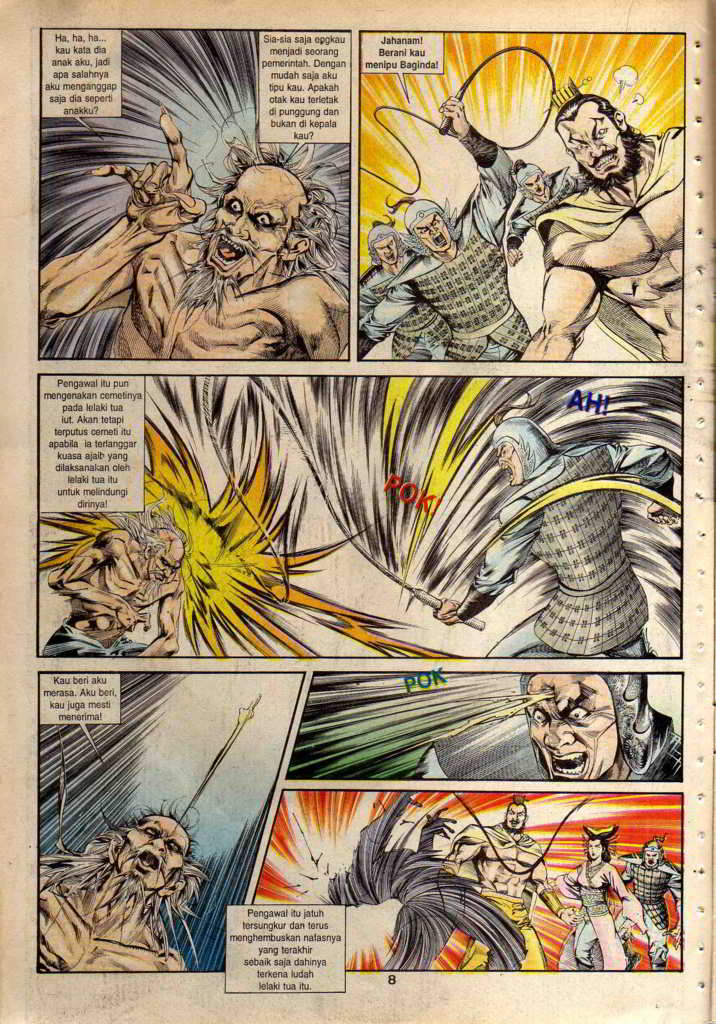 Ha, ha, ha...
kau kata dia
anak aku, jadi
apa salahnya
aku menganggap
saja dia seperti
anakku?
Sia-sia saja engkau
menjadi seorang
pemerintah. Dengan
mudah saja aku
tipu kau. Apakah
otak kau terletak
di punggung dan
bukan di kepala
kau?
Jahanam!
Berani kau
menipu Baginda!
Pengawal itu pun
mengenakan cemetinya
pada lelaki tua
iut. Akan tetapi
terputus cemeti itu
apabila ia terlanggar
kuasa ajaib yang
dilaksanakan oleh
lelaki tua itu
untuk melindungi
dirinya!
POK!
AH!
Kau beri aku
merasa. Aku beri,
kau juga mesti
menerima!
POK
Pengawal itu jatuh
tersungkur dan terus
menghembuskan nafasnya
yang terakhir
sebaik saja dahinya
terkena ludah
lelaki tua itu.
8